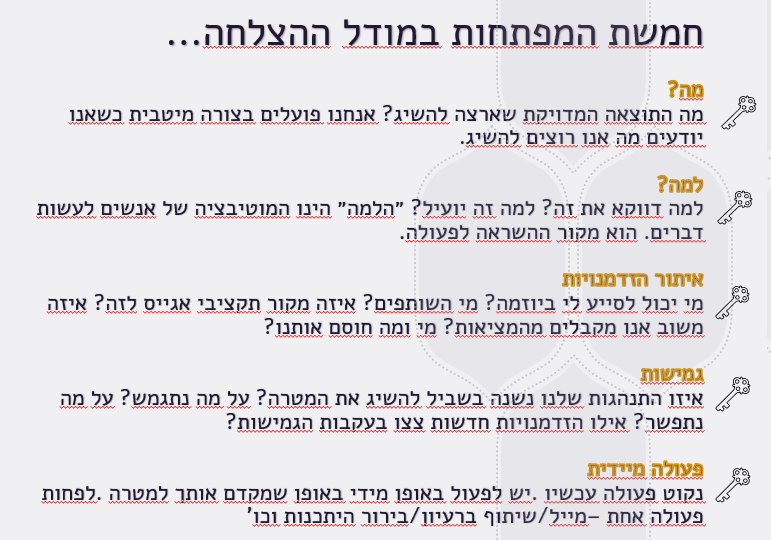 חמשת המפתחות במודל ההצלחה...
מה?
מה התוצאה המדויקת שארצה להשיג? אנחנו פועלים בצורה מיטבית כשאנו
יודעים מה אנו רוצים להשיג.
למה?
למה דווקא את זה? למה זה יועיל? ״הלמה״ הינו המוטיבציה של אנשים לעשות
דברים. הוא מקור ההשראה לפעולה.
איתור הזדמנויות
מי יכול לסייע לי ביוזמה? מי השותפים? איזה מקור תקציבי אגייס לזה? איזה
משוב אנו מקבלים מהמציאות? מי ומה חוסם אותנו?
גמישות
איזו התנהגות שלנו נשנה בשביל להשיג את המטרה? על מה נתגמש? על מה
נתפשר? אילו הזדמנויות חדשות צצו בעקבות הגמישות?
פעולה מיידית
נקוט פעולה עכשיו .יש לפעול באופן מידי באופן שמקדם אותך למטרה .לפחות
פעולה אחת –מייל/שיתוף ברעיון/בירור היתכנות וכו׳